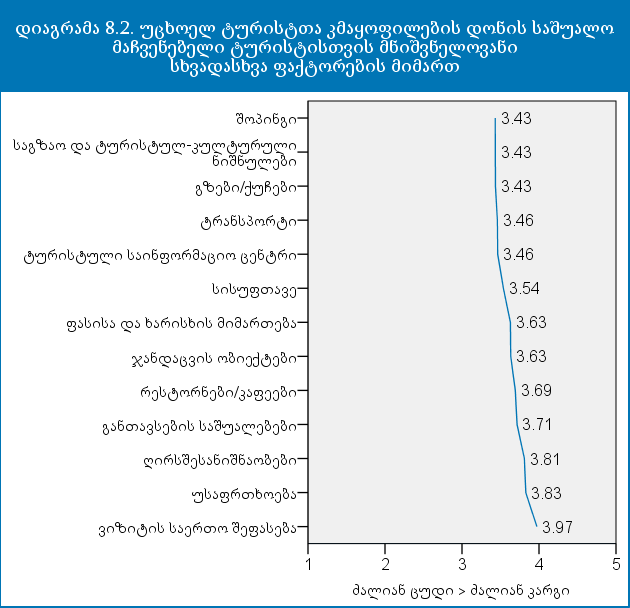 დიაგრამა 8.2. უცხოელ ტურისტთა კმაყოფილების დონის საშუალო
მაჩვენებელი ტურისტისთვის მნიშვნელოვანი
სხვადასხვა ფაქტორების მიმართ
შოპინგი 3.43
საგზაო და ტურისტულ-კულტურული
ნიშნულები 3.43
გზები/ქუჩები 3.43
ტრანსპორტი 3.46
ტურისტული საინფორმაციო ცენტრი 3.46
სისუფთავე 3.54
ფასისა და ხარისხის მიმართება 3.63
ჯანდაცვის ობიექტები 3.63
რესტორნები/კაფეები 3.69
განთავსების საშუალებები 3.71
ღირსშესანიშნაობები 3.81
უსაფრთხოება 3.83
ვიზიტის საერთო შეფასება 3.97
1 2 3 4 5
ძალიან ცუდი > ძალიან კარგი